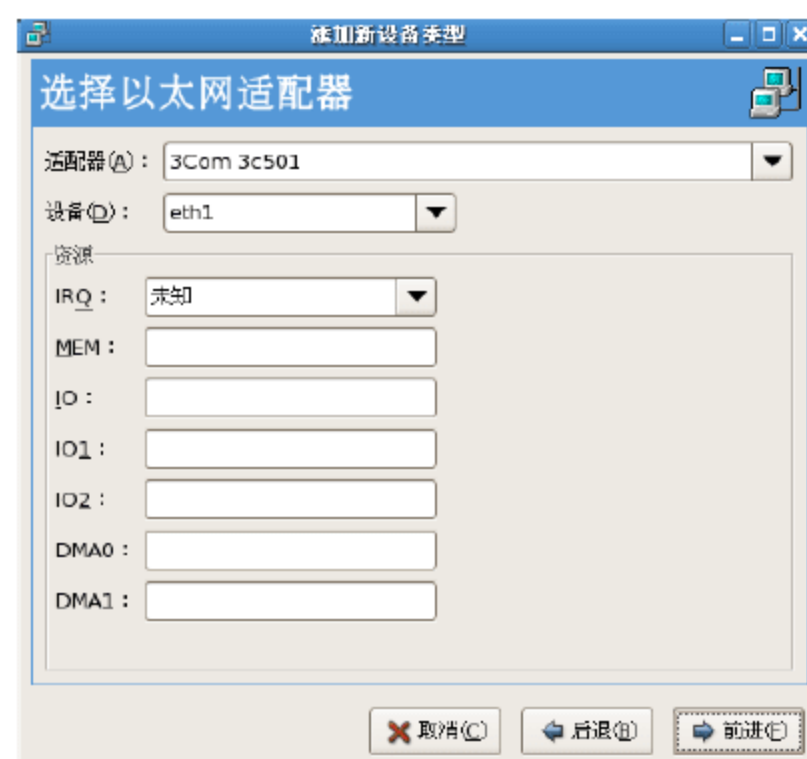 添加新设备类型
选择以太网适配器
适配器(A)： 3Com 3c501
设备(D)： eth1
资源
IRQ： 未知
MEM：
IO：
IO1：
IO2：
DMA0：
DMA1：
取消(C) 后退(B) 前进(F)